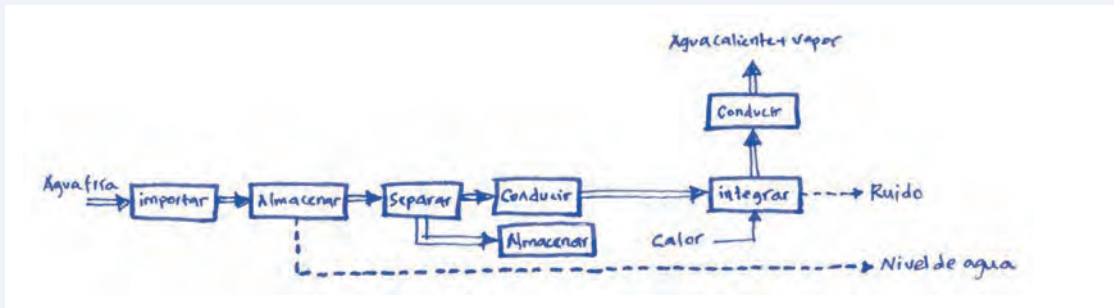 Agua caliente + vapor
Conducir
Agua fría
importar
Almacenar
Separar
Conducir
integrar
Ruido
Almacenar
Calor
Nivel de agua